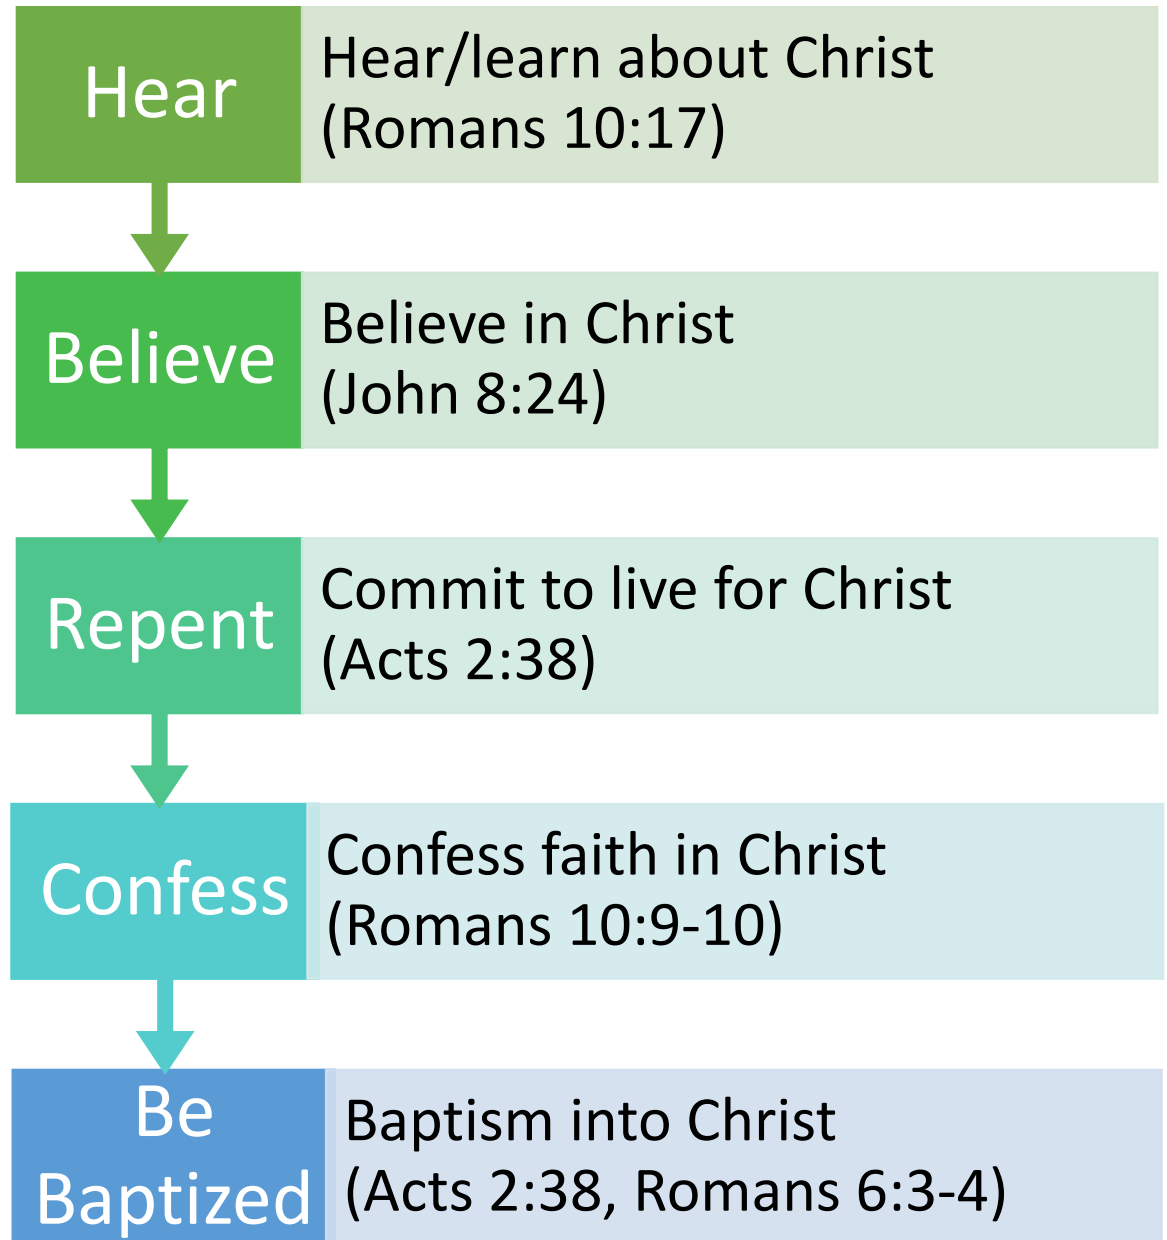 Hear
Hear/learn about Christ
(Romans 10:17)
Believe
Believe in Christ
(John 8:24)
Repent
Commit to live for Christ
(Acts 2:38)
Confess
Confess faith in Christ
(Romans 10:9-10)
Be
Baptized
Baptism into Christ
(Acts 2:38, Romans 6:3-4)